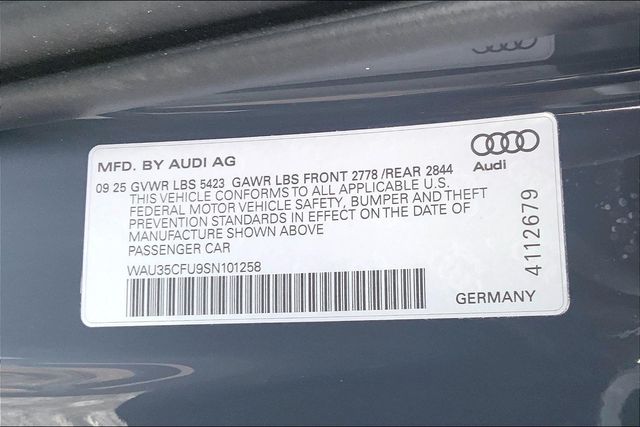 MFD. BY AUDI AG
09 25 GVWR LBS 5423 GAWR LBS FRONT 2778 /REAR 2844
THIS VEHICLE CONFORMS TO ALL APPLICABLE U.S.
FEDERAL MOTOR VEHICLE SAFETY, BUMPER AND THEFT
PREVENTION STANDARDS IN EFFECT ON THE DATE OF
MANUFACTURE SHOWN ABOVE
PASSENGER CAR
WAU35CFU9SN101258
Audi
4112679
GERMANY